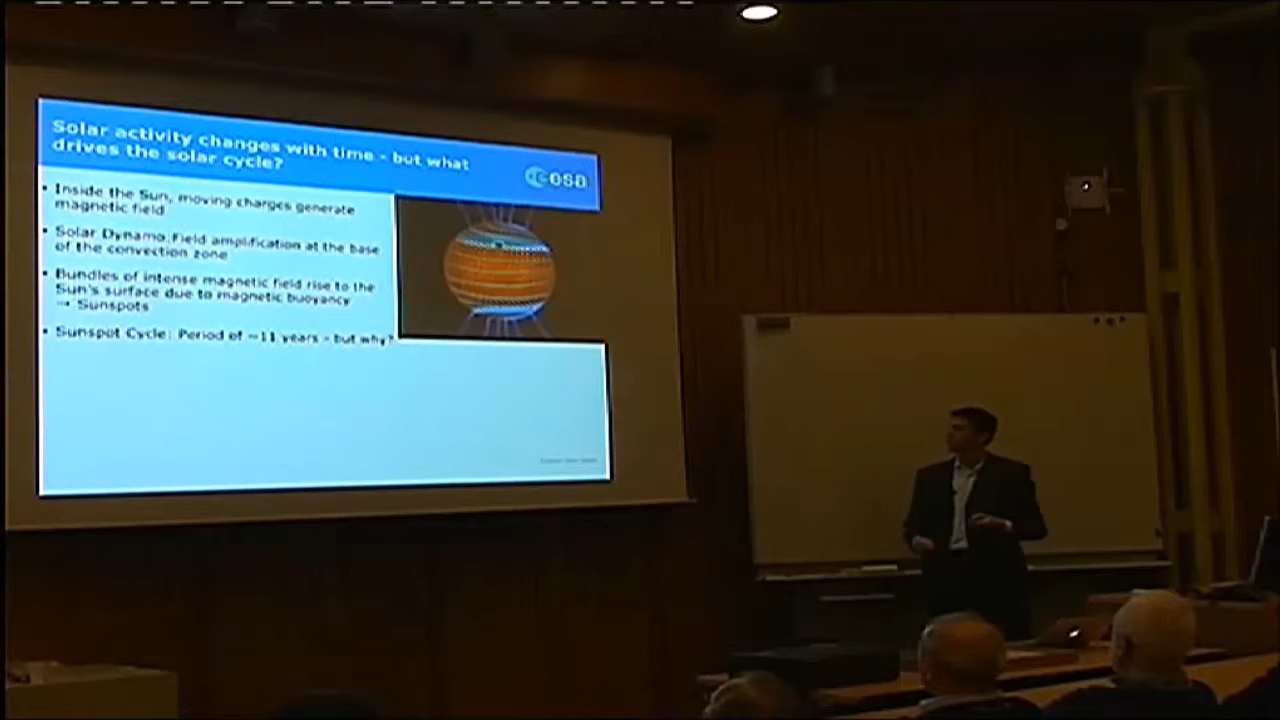 Solar activity changes with time - but what
drives the solar cycle?
esa
• Inside the Sun, moving charges generate
magnetic field
• Solar Dynamo:Field amplification at the base
of the convection zone
• Bundles of intense magnetic field rise to the
Sun's surface due to magnetic buoyancy
→ Sunspots
• Sunspot Cycle: Period of ~11 years - but why?